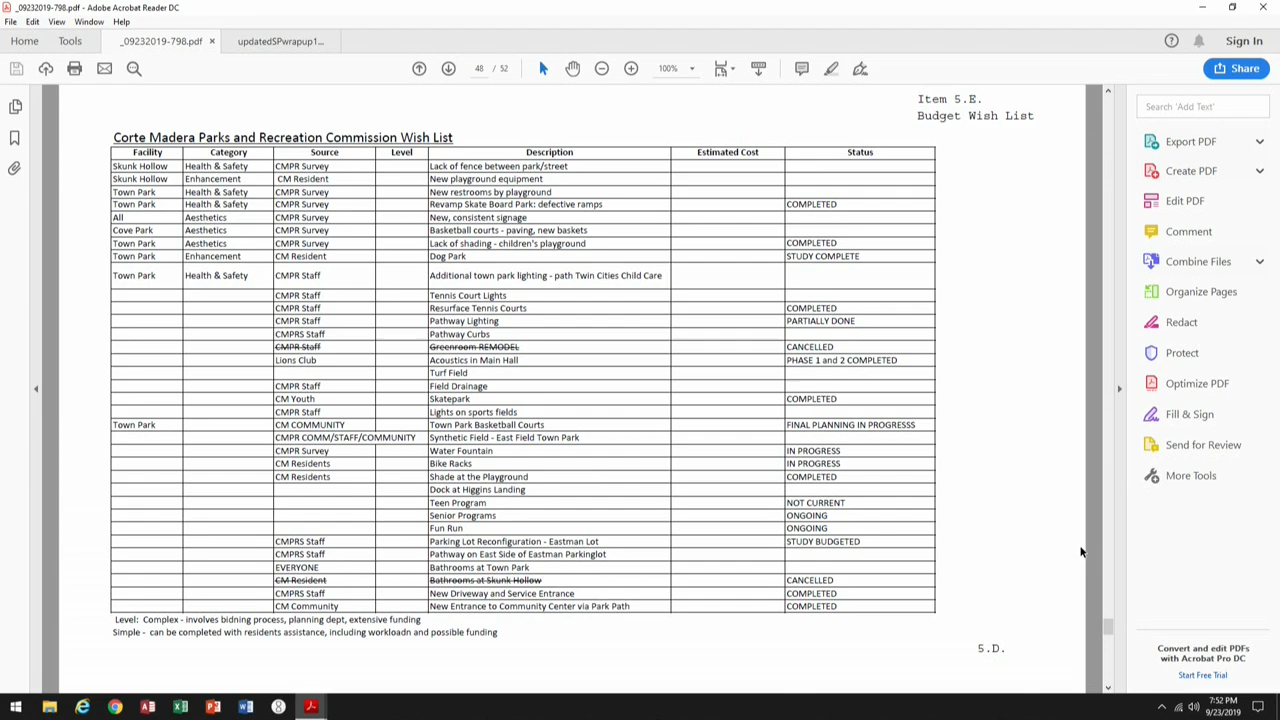 _09232019-798.pdf - Adobe Acrobat Reader DC
File Edit View Window Help
Home Tools _09232019-798.pdf × updatedSPwrapup1... Sign In
48 / 52 100% Share
Item 5.E.
Budget Wish List
Corte Madera Parks and Recreation Commission Wish List
Facility Category Source Level Description Estimated Cost Status
Skunk Hollow Health & Safety CMPR Survey Lack of fence between park/street
Skunk Hollow Enhancement CM Resident New playground equipment
Town Park Health & Safety CMPR Survey New restrooms by playground
Town Park Health & Safety CMPR Survey Revamp Skate Board Park: defective ramps COMPLETED
All Aesthetics CMPR Survey New, consistent signage
Cove Park Aesthetics CMPR Survey Basketball courts - paving, new baskets
Town Park Aesthetics CMPR Survey Lack of shading - children's playground COMPLETED
Town Park Enhancement CM Resident Dog Park STUDY COMPLETE
Town Park Health & Safety CMPR Staff Additional town park lighting - path Twin Cities Child Care
CMPR Staff Tennis Court Lights
CMPR Staff Resurface Tennis Courts COMPLETED
CMPR Staff Pathway Lighting PARTIALLY DONE
CMPRS Staff Pathway Curbs
CMPR Staff Greenroom REMODEL CANCELLED
Lions Club Acoustics in Main Hall PHASE 1 and 2 COMPLETED
Turf Field
CMPR Staff Field Drainage
CM Youth Skatepark COMPLETED
CMPR Staff Lights on sports fields
Town Park CM COMMUNITY Town Park Basketball Courts FINAL PLANNING IN PROGRESSS
CMPR COMM/STAFF/COMMUNITY Synthetic Field - East Field Town Park
CMPR Survey Water Fountain IN PROGRESS
CM Residents Bike Racks IN PROGRESS
CM Residents Shade at the Playground COMPLETED
Dock at Higgins Landing
Teen Program NOT CURRENT
Senior Programs ONGOING
Fun Run ONGOING
CMPRS Staff Parking Lot Reconfiguration - Eastman Lot STUDY BUDGETED
CMPRS Staff Pathway on East Side of Eastman Parkinglot
EVERYONE Bathrooms at Town Park
CM Resident Bathrooms at Skunk Hollow CANCELLED
CMPRS Staff New Driveway and Service Entrance COMPLETED
CM Community New Entrance to Community Center via Park Path COMPLETED
Level: Complex - involves bidning process, planning dept, extensive funding
Simple - can be completed with residents assistance, including workloadn and possible funding
5.D.
Search 'Add Text'
Export PDF
Create PDF
Edit PDF
Comment
Combine Files
Organize Pages
Redact
Protect
Optimize PDF
Fill & Sign
Send for Review
More Tools
Convert and edit PDFs
with Acrobat Pro DC
Start Free Trial
7:52 PM
9/23/2019